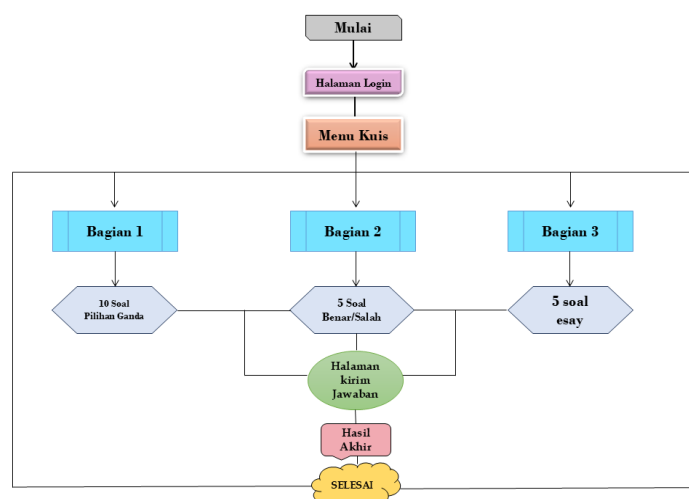 Mulai
Halaman Login
Menu Kuis
Bagian 1
Bagian 2
Bagian 3
10 Soal
Pilihan Ganda
5 Soal
Benar/Salah
5 soal
esay
Halaman
kirim
Jawaban
Hasil
Akhir
SELESAI